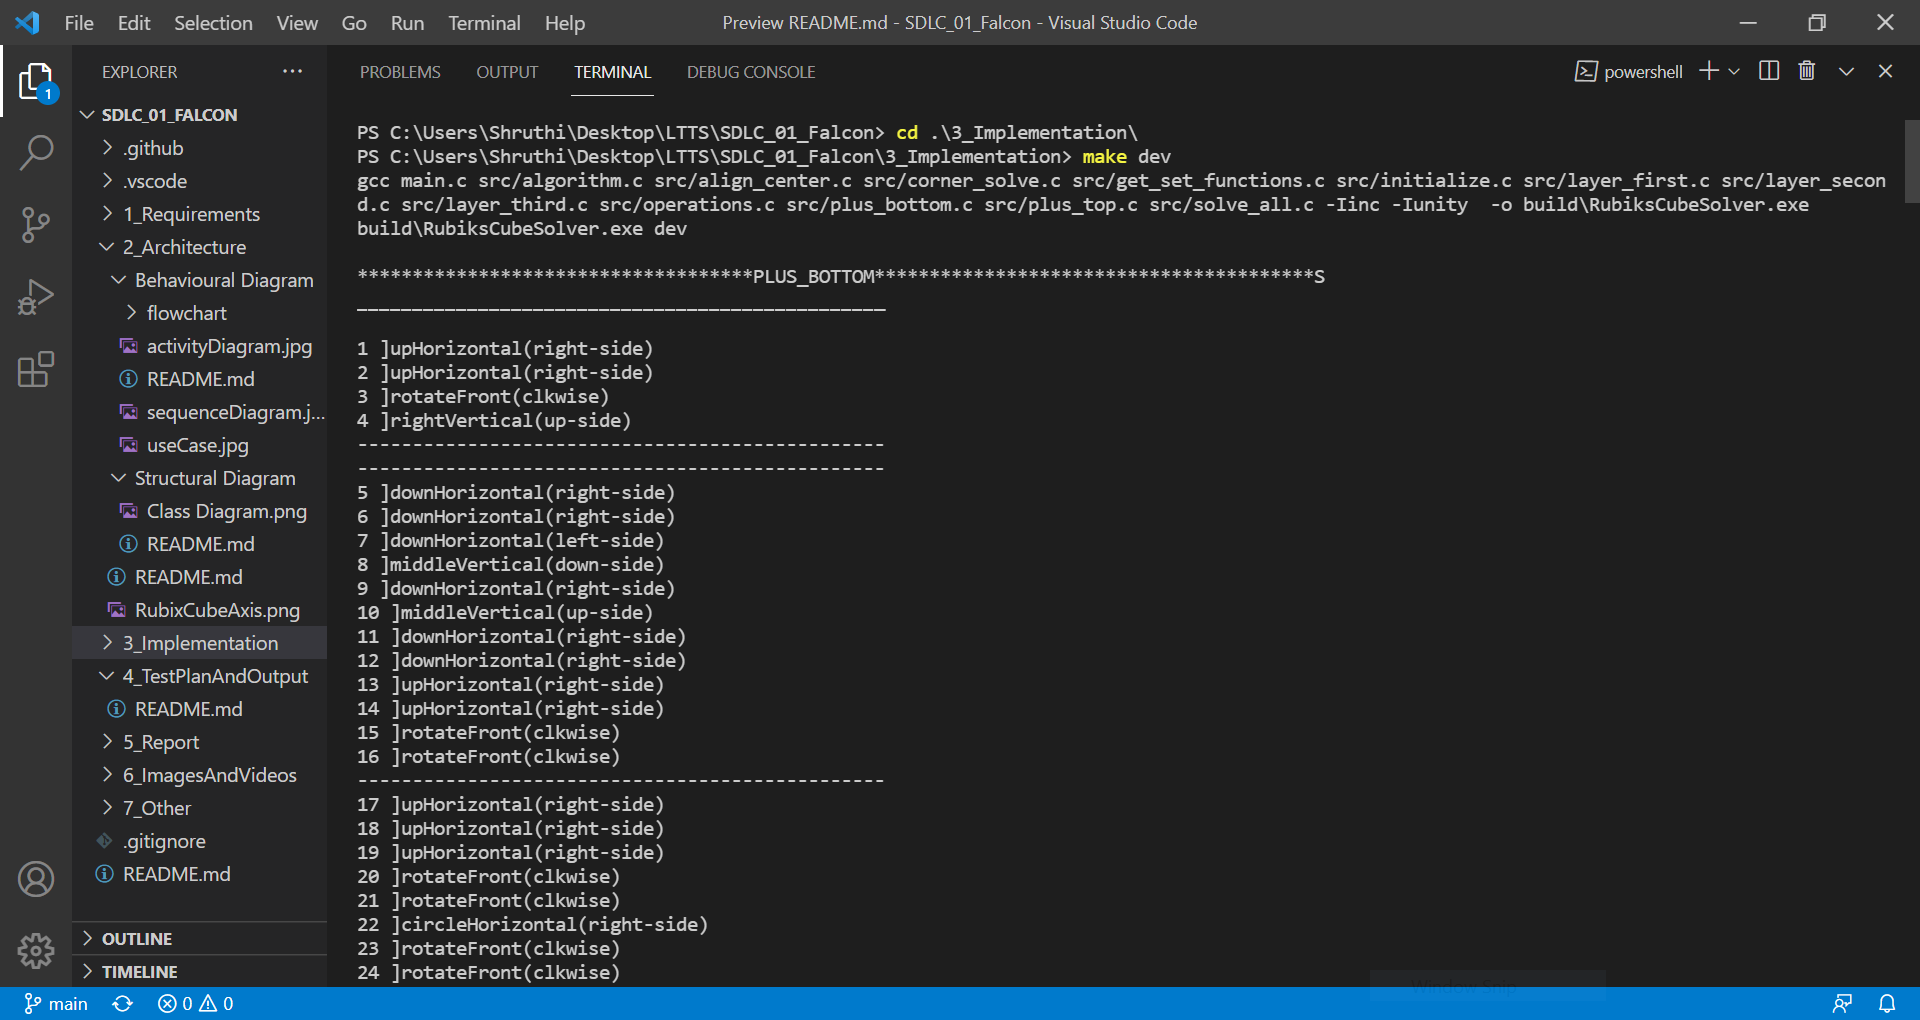 File Edit Selection View Go Run Terminal Help
Preview README.md - SDLC_01_Falcon - Visual Studio Code
EXPLORER
1
SDLC_01_FALCON
.github
.vscode
1_Requirements
2_Architecture
Behavioural Diagram
flowchart
activityDiagram.jpg
README.md
sequenceDiagram.j...
useCase.jpg
Structural Diagram
Class Diagram.png
README.md
README.md
RubixCubeAxis.png
3_Implementation
4_TestPlanAndOutput
README.md
5_Report
6_ImagesAndVideos
7_Other
.gitignore
README.md
OUTLINE
TIMELINE
PROBLEMS OUTPUT TERMINAL DEBUG CONSOLE
powershell
PS C:\Users\Shruthi\Desktop\LTTS\SDLC_01_Falcon> cd .\3_Implementation\
PS C:\Users\Shruthi\Desktop\LTTS\SDLC_01_Falcon\3_Implementation> make dev
gcc main.c src/algorithm.c src/align_center.c src/corner_solve.c src/get_set_functions.c src/initialize.c src/layer_first.c src/layer_secon
d.c src/layer_third.c src/operations.c src/plus_bottom.c src/plus_top.c src/solve_all.c -Iinc -Iunity  -o build\RubiksCubeSolver.exe
build\RubiksCubeSolver.exe dev
************************************PLUS_BOTTOM****************************************S
________________________________________________
1 ]upHorizontal(right-side)
2 ]upHorizontal(right-side)
3 ]rotateFront(clkwise)
4 ]rightVertical(up-side)
------------------------------------------------
------------------------------------------------
5 ]downHorizontal(right-side)
6 ]downHorizontal(right-side)
7 ]downHorizontal(left-side)
8 ]middleVertical(down-side)
9 ]downHorizontal(right-side)
10 ]middleVertical(up-side)
11 ]downHorizontal(right-side)
12 ]downHorizontal(right-side)
13 ]upHorizontal(right-side)
14 ]upHorizontal(right-side)
15 ]rotateFront(clkwise)
16 ]rotateFront(clkwise)
------------------------------------------------
17 ]upHorizontal(right-side)
18 ]upHorizontal(right-side)
19 ]upHorizontal(right-side)
20 ]rotateFront(clkwise)
21 ]rotateFront(clkwise)
22 ]circleHorizontal(right-side)
23 ]rotateFront(clkwise)
24 ]rotateFront(clkwise)
Window Snip
main 0 0